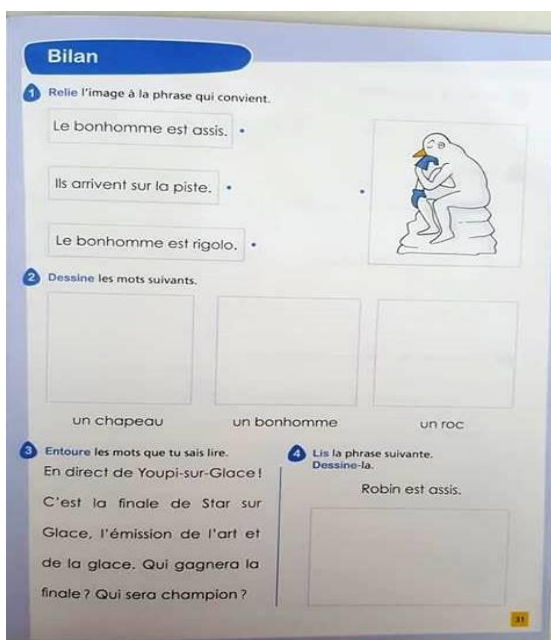 Bilan
1 Relie l'image à la phrase qui convient.
Le bonhomme est assis.
Ils arrivent sur la piste.
Le bonhomme est rigolo.
2 Dessine les mots suivants.
un chapeau
un bonhomme
un roc
3 Entoure les mots que tu sais lire.
En direct de Youpi-sur-Glace !
C'est la finale de Star sur
Glace, l'émission de l'art et
de la glace. Qui gagnera la
finale ? Qui sera champion ?
4 Lis la phrase suivante.
Dessine-la.
Robin est assis.
31